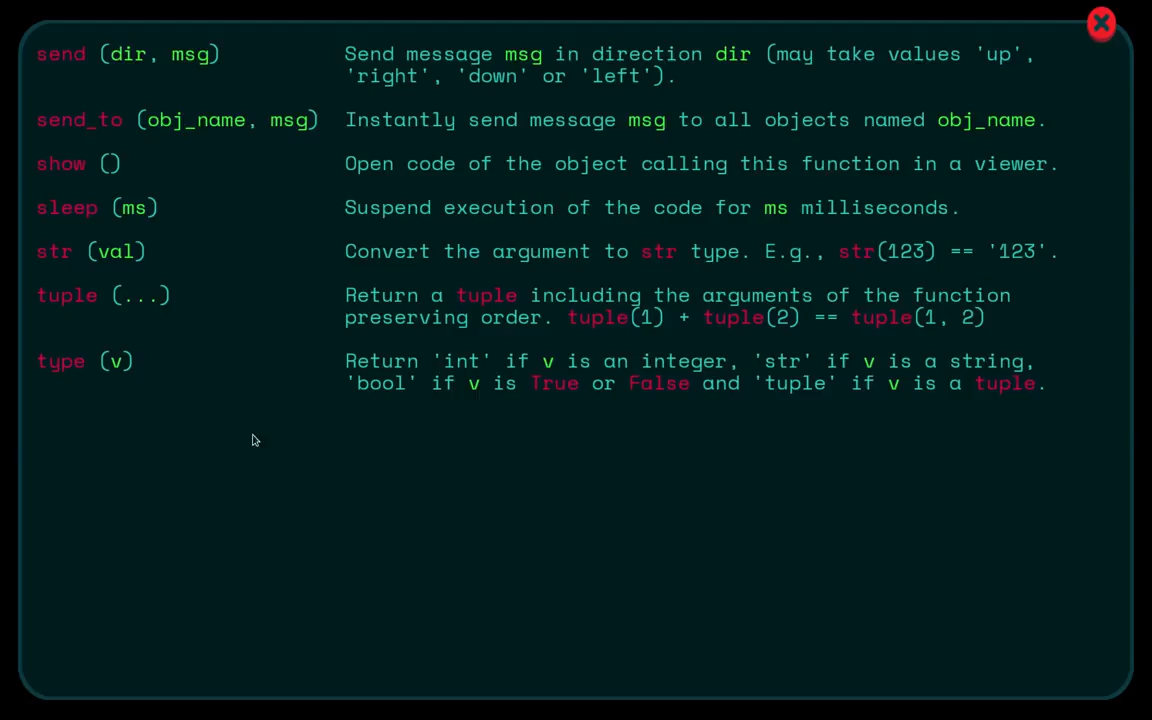 send (dir, msg) Send message msg in direction dir (may take values 'up',
'right', 'down' or 'left').
send_to (obj_name, msg) Instantly send message msg to all objects named obj_name.
show () Open code of the object calling this function in a viewer.
sleep (ms) Suspend execution of the code for ms milliseconds.
str (val) Convert the argument to str type. E.g., str(123) == '123'.
tuple (...) Return a tuple including the arguments of the function
preserving order. tuple(1) + tuple(2) == tuple(1, 2)
type (v) Return 'int' if v is an integer, 'str' if v is a string,
'bool' if v is True or False and 'tuple' if v is a tuple.